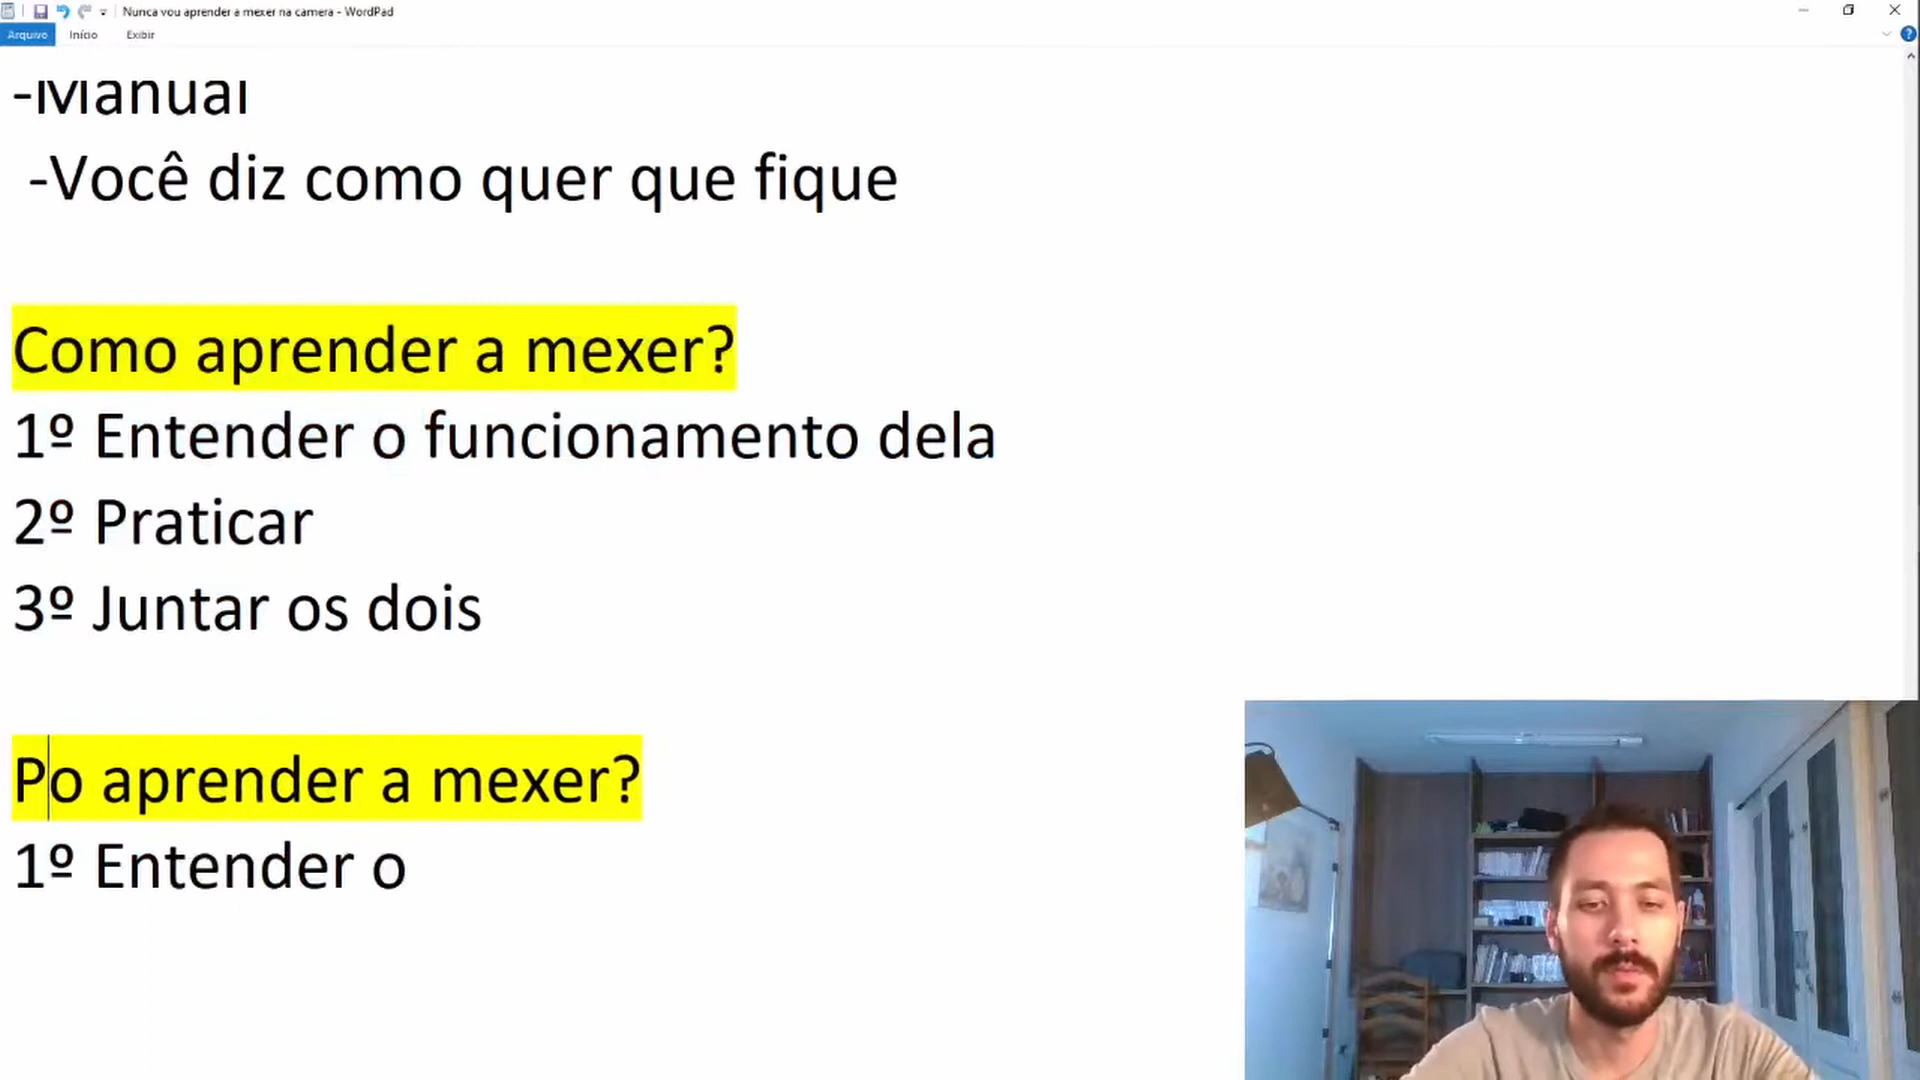 Nunca vou aprender a mexer na camera - WordPad
Arquivo Início Exibir
-Manual
-Você diz como quer que fique
Como aprender a mexer?
1º Entender o funcionamento dela
2º Praticar
3º Juntar os dois
Po aprender a mexer?
1º Entender o